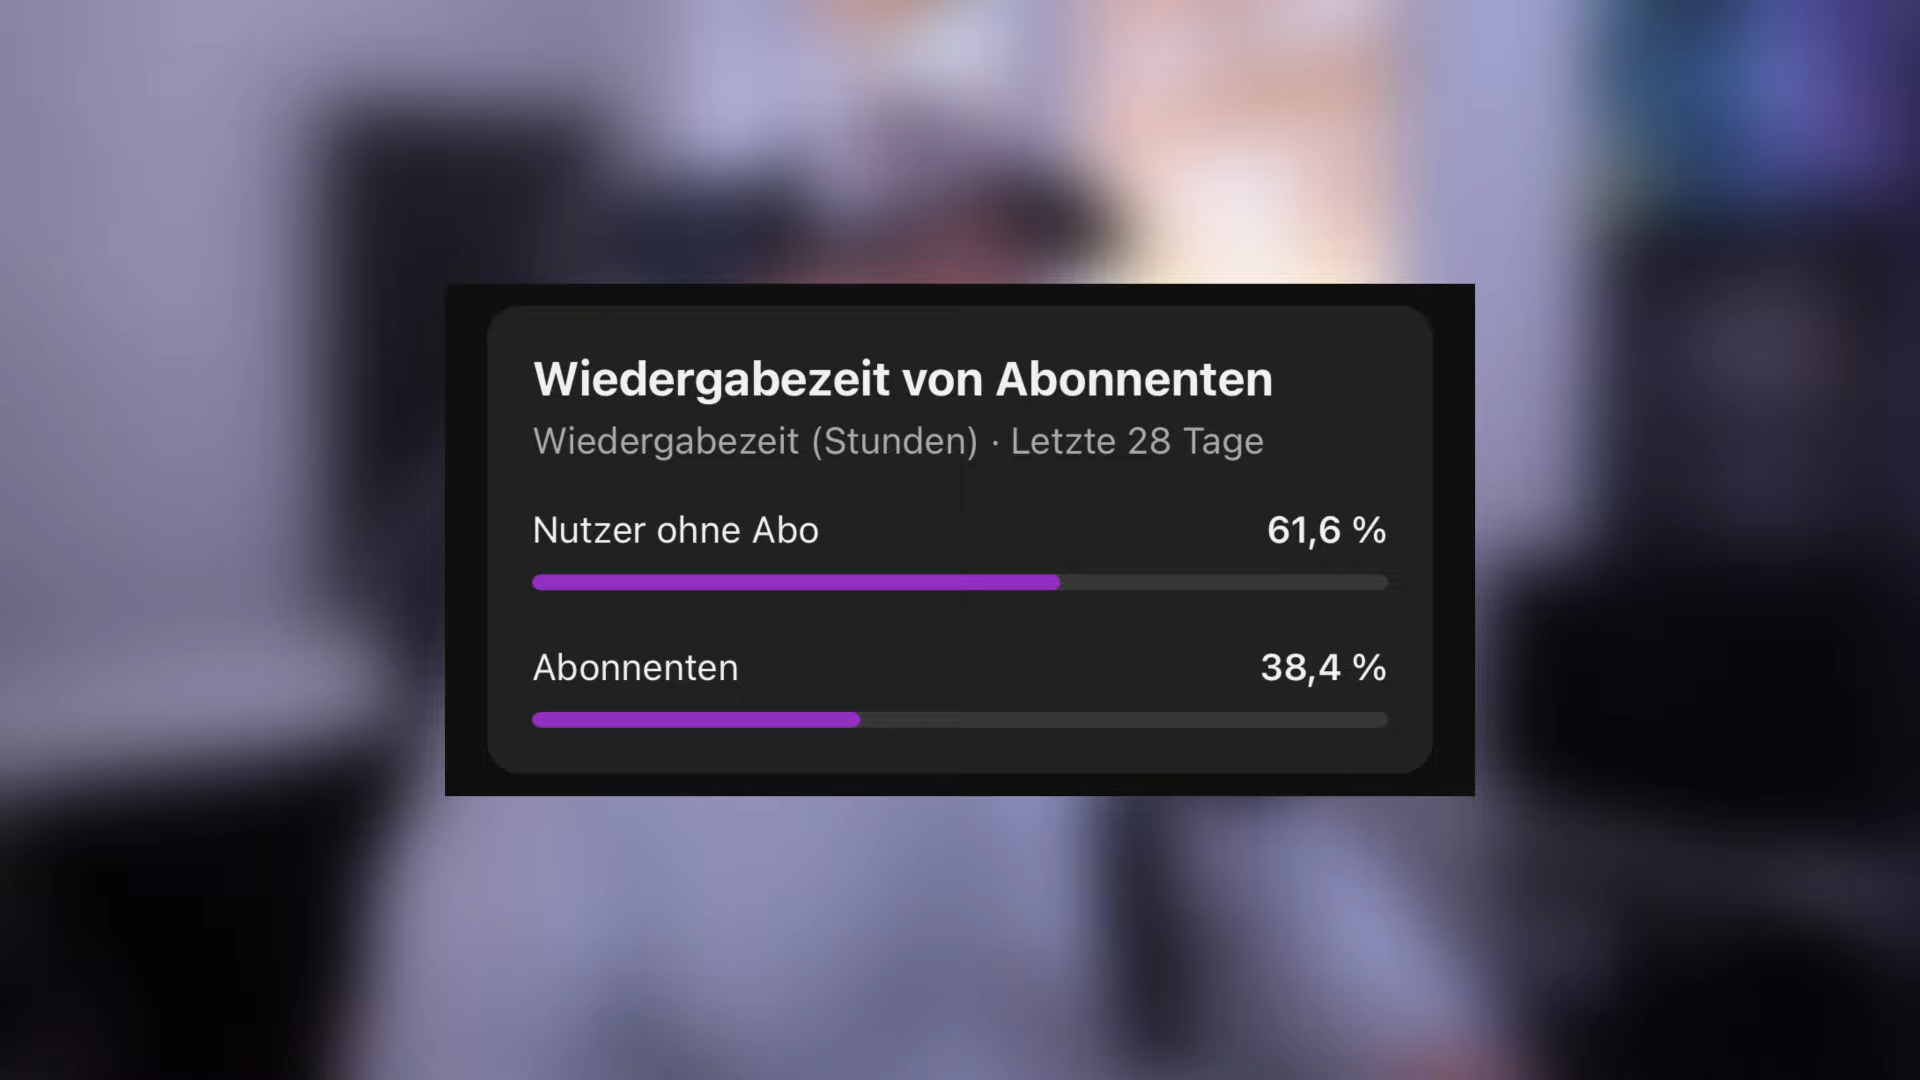 Wiedergabezeit von Abonnenten
Wiedergabezeit (Stunden) · Letzte 28 Tage
Nutzer ohne Abo 61,6 %
Abonnenten 38,4 %